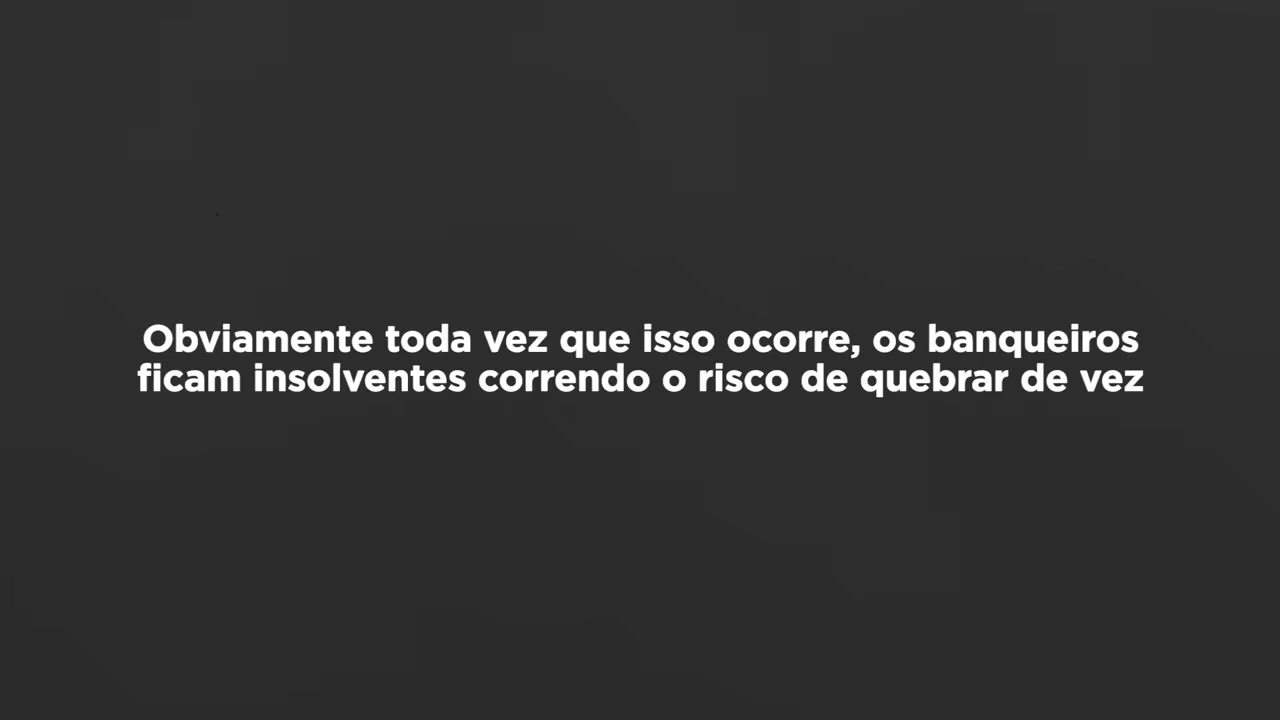 Obviamente toda vez que isso ocorre, os banqueiros
ficam insolventes correndo o risco de quebrar de vez